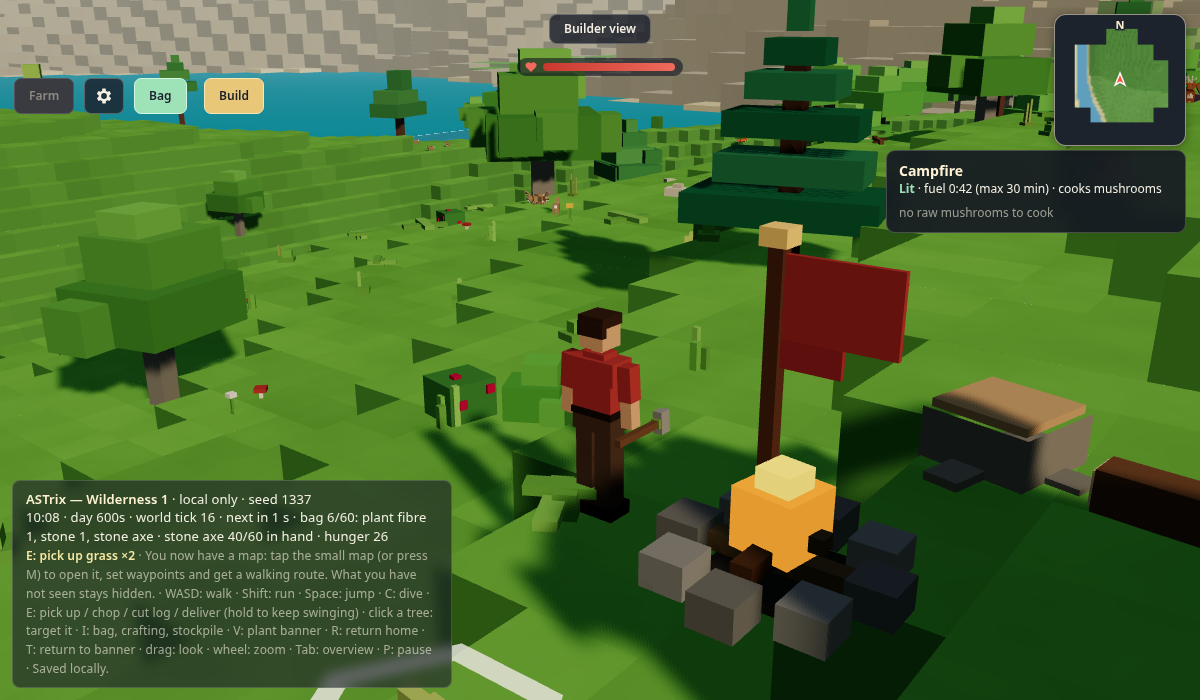 Builder view
N
Farm
Bag
Build
Campfire
Lit · fuel 0:42 (max 30 min) · cooks mushrooms
no raw mushrooms to cook
ASTrix — Wilderness 1 · local only · seed 1337
10:08 · day 600s · world tick 16 · next in 1 s · bag 6/60: plant fibre
1, stone 1, stone axe · stone axe 40/60 in hand · hunger 26
E: pick up grass ×2 · You now have a map: tap the small map (or press
M) to open it, set waypoints and get a walking route. What you have
not seen stays hidden. · WASD: walk · Shift: run · Space: jump · C: dive ·
E: pick up / chop / cut log / deliver (hold to keep swinging) · click a tree:
target it · I: bag, crafting, stockpile · V: plant banner · R: return home ·
T: return to banner · drag: look · wheel: zoom · Tab: overview · P: pause
· Saved locally.